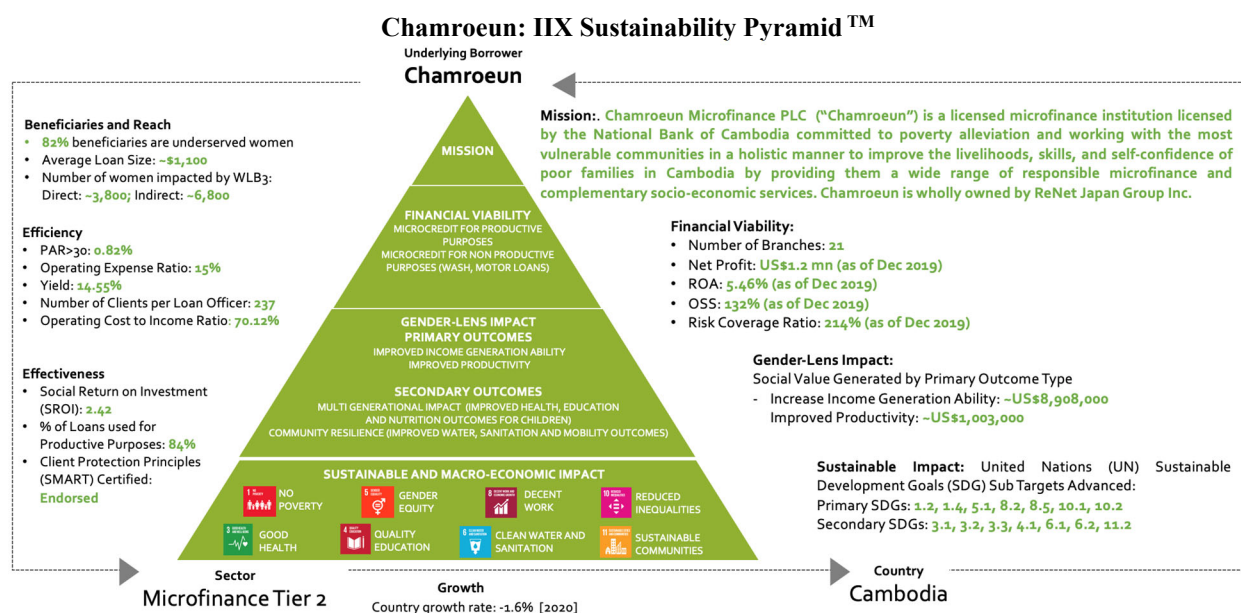 Chamroeun: IIX Sustainability Pyramid TM
Underlying Borrower
Chamroeun
Beneficiaries and Reach
• 82% beneficiaries are underserved women
• Average Loan Size: ~$1,100
• Number of women impacted by WLB3:
Direct: ~3,800; Indirect: ~6,800
Efficiency
• PAR>30: 0.82%
• Operating Expense Ratio: 15%
• Yield: 14.55%
• Number of Clients per Loan Officer: 237
• Operating Cost to Income Ratio: 70.12%
Effectiveness
• Social Return on Investment
(SROI): 2.42
• % of Loans used for
Productive Purposes: 84%
• Client Protection Principles
(SMART) Certified:
Endorsed
MISSION
FINANCIAL VIABILITY
MICROCREDIT FOR PRODUCTIVE
PURPOSES
MICROCREDIT FOR NON PRODUCTIVE
PURPOSES (WASH, MOTOR LOANS)
GENDER-LENS IMPACT
PRIMARY OUTCOMES
IMPROVED INCOME GENERATION ABILITY
IMPROVED PRODUCTIVITY
SECONDARY OUTCOMES
MULTI GENERATIONAL IMPACT (IMPROVED HEALTH, EDUCATION
AND NUTRITION OUTCOMES FOR CHILDREN)
COMMUNITY RESILIENCE (IMPROVED WATER, SANITATION AND MOBILITY OUTCOMES)
SUSTAINABLE AND MACRO-ECONOMIC IMPACT
1 NO
POVERTY
5 GENDER
EQUITY
8 DECENT
WORK
10 REDUCED
INEQUALITIES
3 GOOD
HEALTH
4 QUALITY
EDUCATION
6 CLEAN WATER AND
SANITATION
11 SUSTAINABLE
COMMUNITIES
Mission:. Chamroeun Microfinance PLC ("Chamroeun") is a licensed microfinance institution licensed
by the National Bank of Cambodia committed to poverty alleviation and working with the most
vulnerable communities in a holistic manner to improve the livelihoods, skills, and self-confidence of
poor families in Cambodia by providing them a wide range of responsible microfinance and
complementary socio-economic services. Chamroeun is wholly owned by ReNet Japan Group Inc.
Financial Viability:
• Number of Branches: 21
• Net Profit: US$1.2 mn (as of Dec 2019)
• ROA: 5.46% (as of Dec 2019)
• OSS: 132% (as of Dec 2019)
• Risk Coverage Ratio: 214% (as of Dec 2019)
Gender-Lens Impact:
Social Value Generated by Primary Outcome Type
- Increase Income Generation Ability: ~US$8,908,000
Improved Productivity: ~US$1,003,000
Sustainable Impact: United Nations (UN) Sustainable
Development Goals (SDG) Sub Targets Advanced:
Primary SDGs: 1.2, 1.4, 5.1, 8.2, 8.5, 10.1, 10.2
Secondary SDGs: 3.1, 3.2, 3.3, 4.1, 6.1, 6.2, 11.2
Sector
Microfinance Tier 2
Growth
Country growth rate: -1.6% [2020]
Country
Cambodia